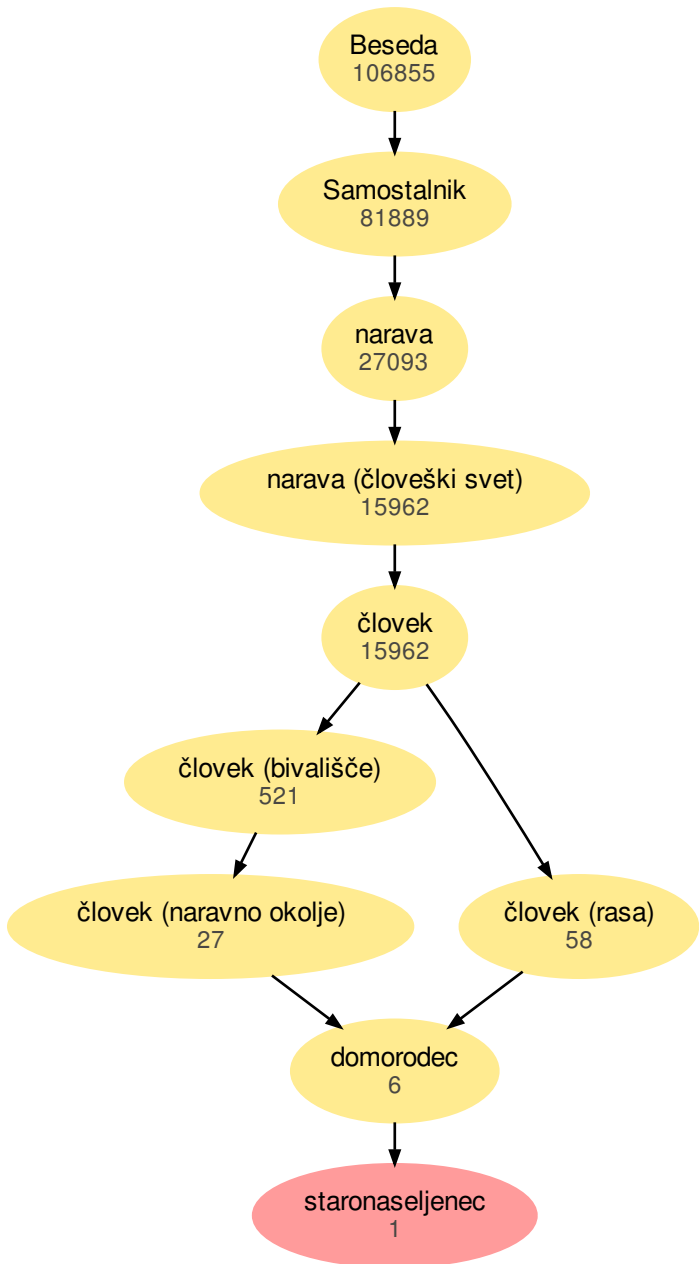 Beseda
106855
Samostalnik
81889
narava
27093
narava (človeški svet)
15962
človek
15962
človek (bivališče)
521
človek (naravno okolje)
27
človek (rasa)
58
domorodec
6
staronaseljenec
1